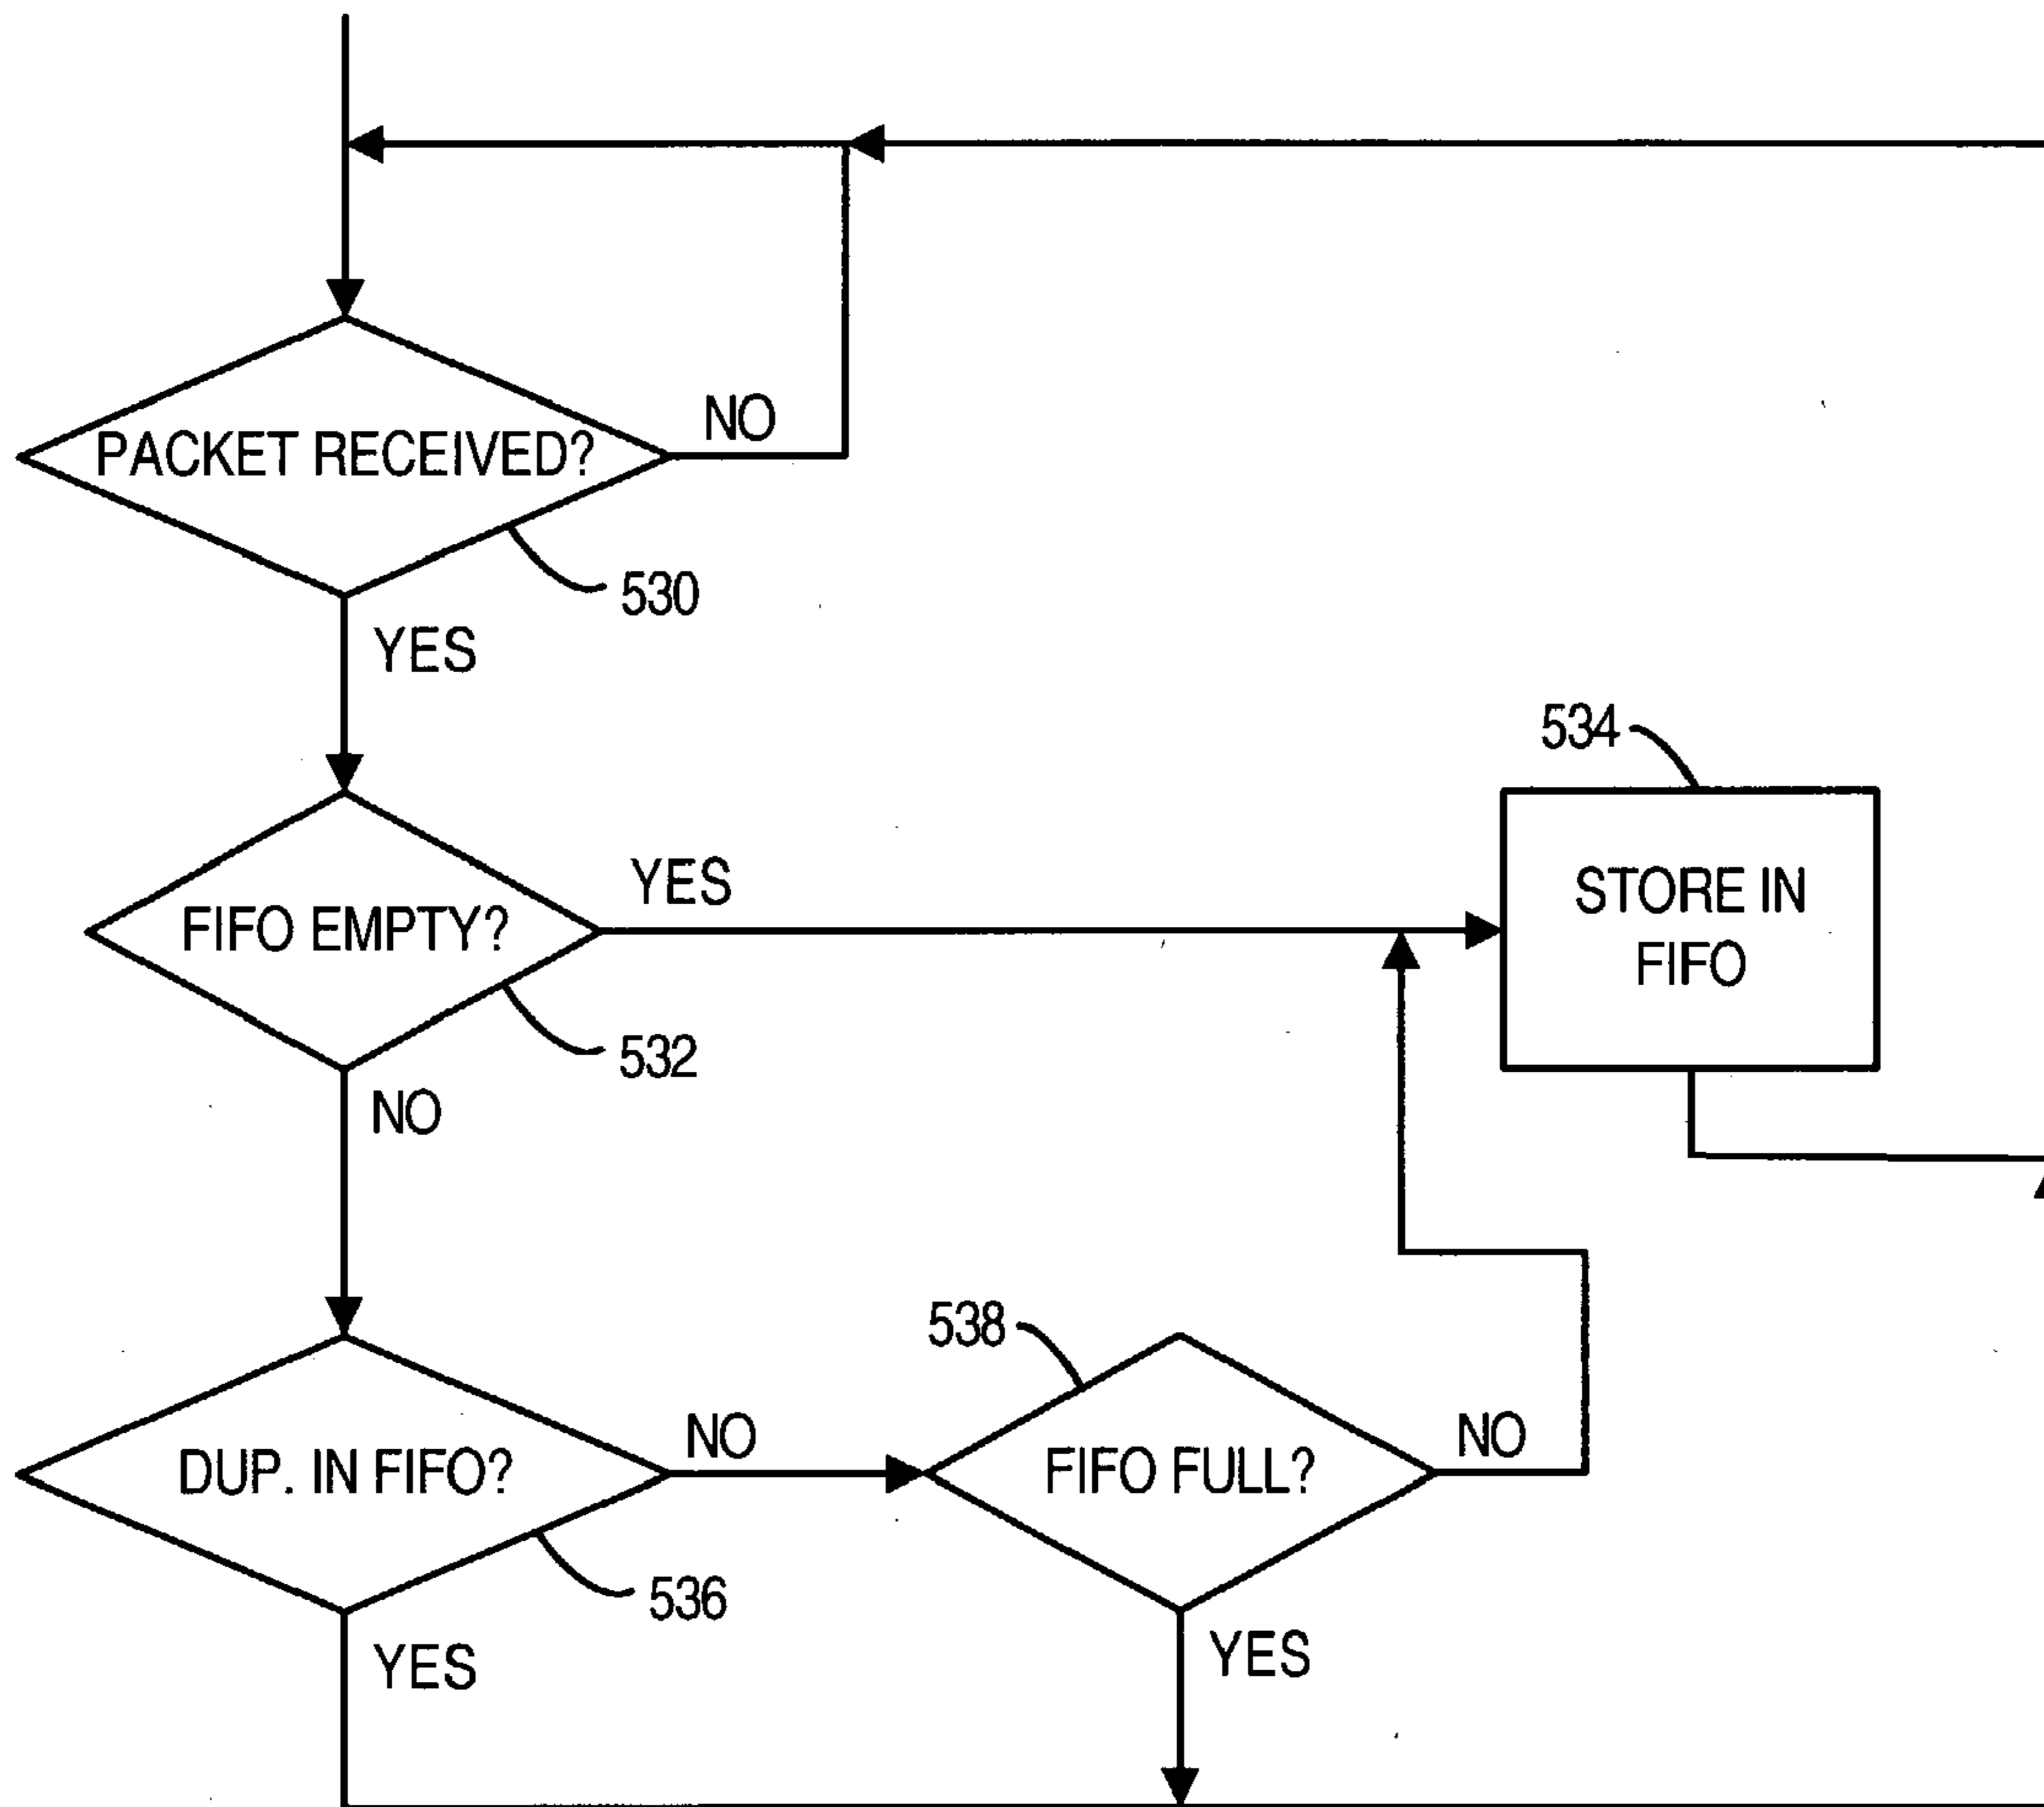 NO
PACKET RECEIVED?
530
YES
534
YES
STORE IN
FIFO
FIFO EMPTY?
532
NO
538
NO
NO
DUP. IN FIFO?
FIFO FULL?
536
YES
YES